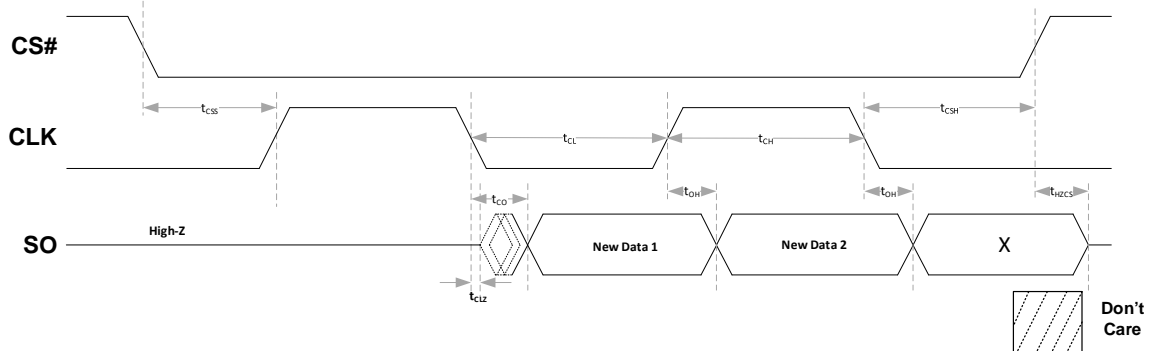 CS#
tCSS
tCSH
CLK
tCL
tCH
tCO
tOH
tOH
tHZCS
SO
High-Z
New Data 1
New Data 2
X
tCLZ
Don't
Care